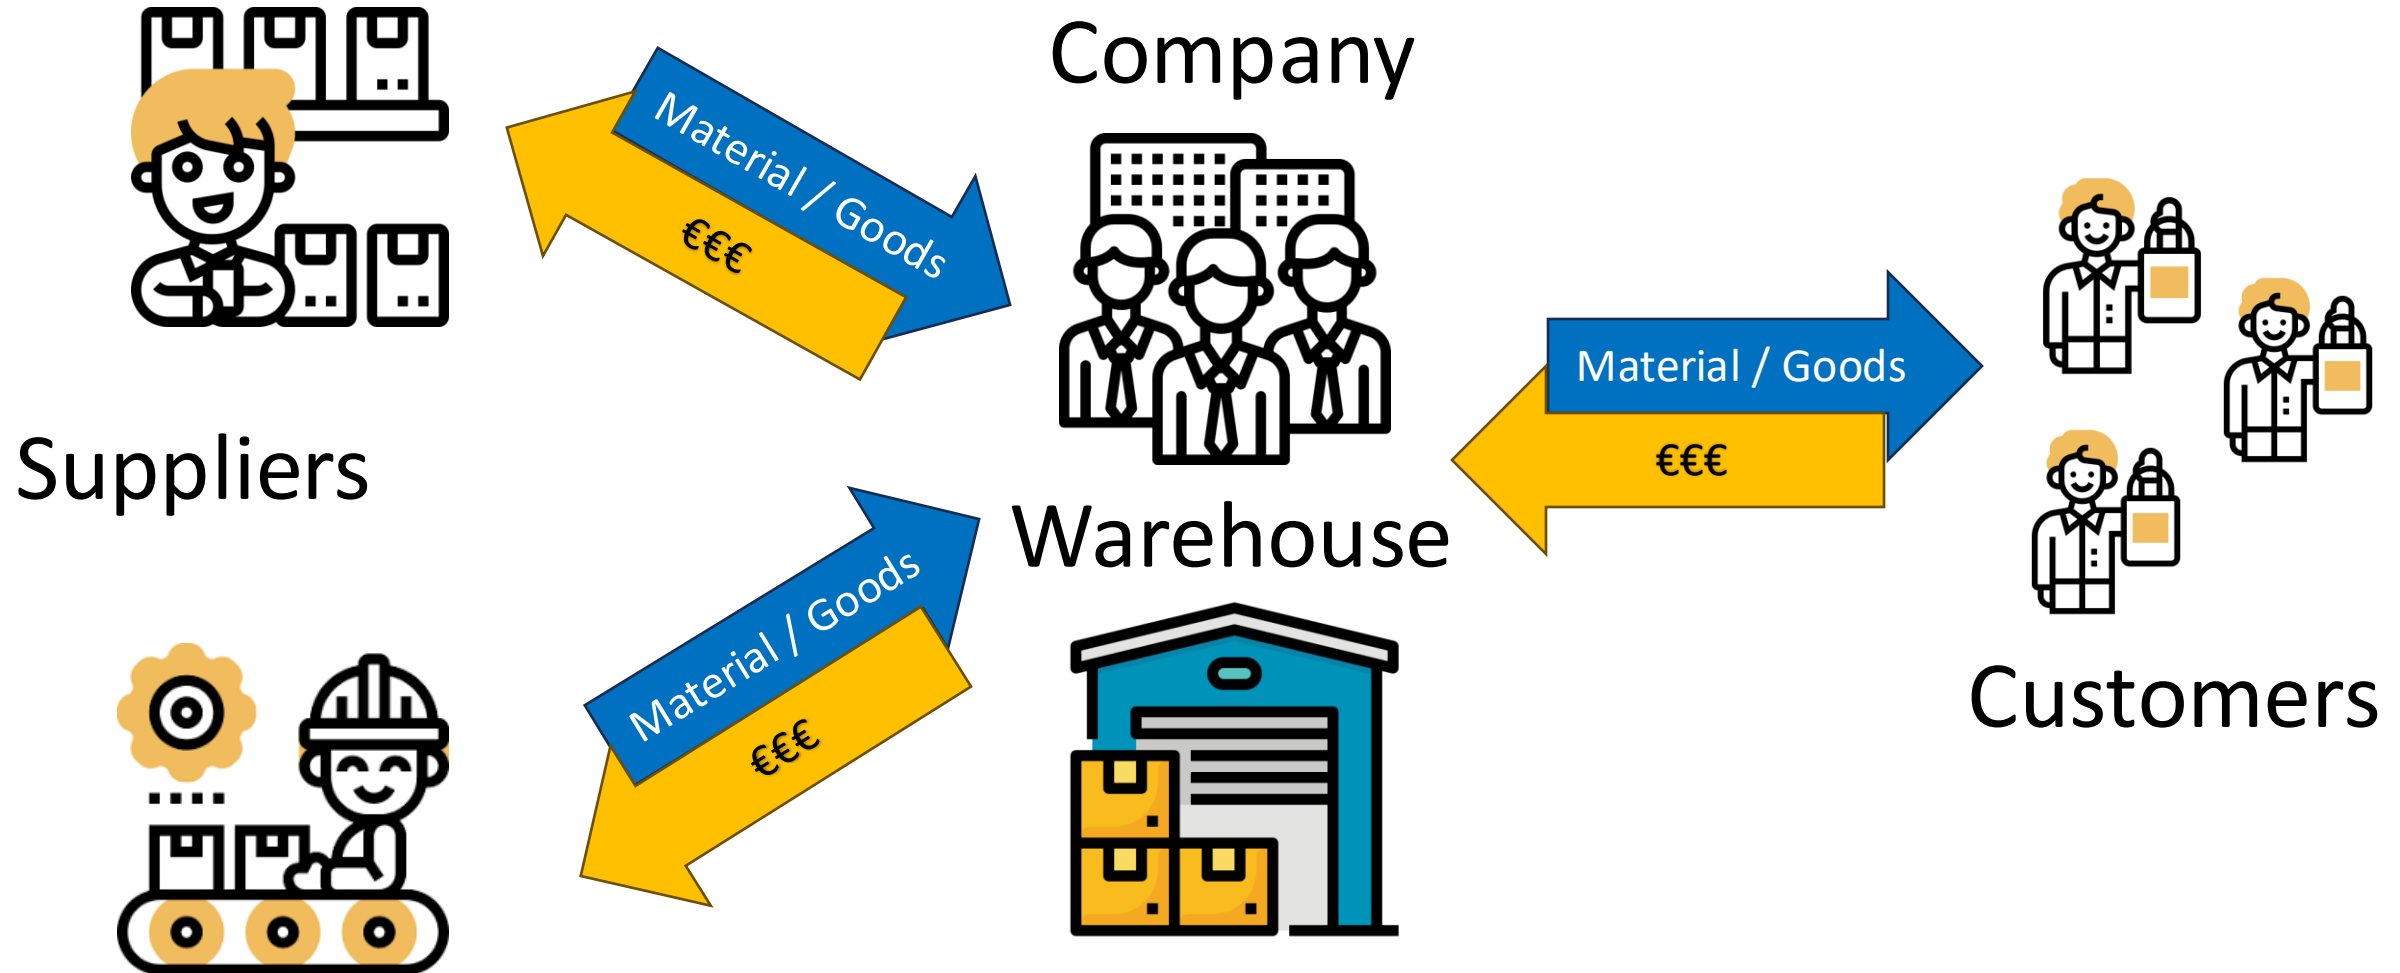 Company
Material / Goods
€€€
Material / Goods
€€€
Suppliers
Warehouse
Material / Goods
€€€
Customers